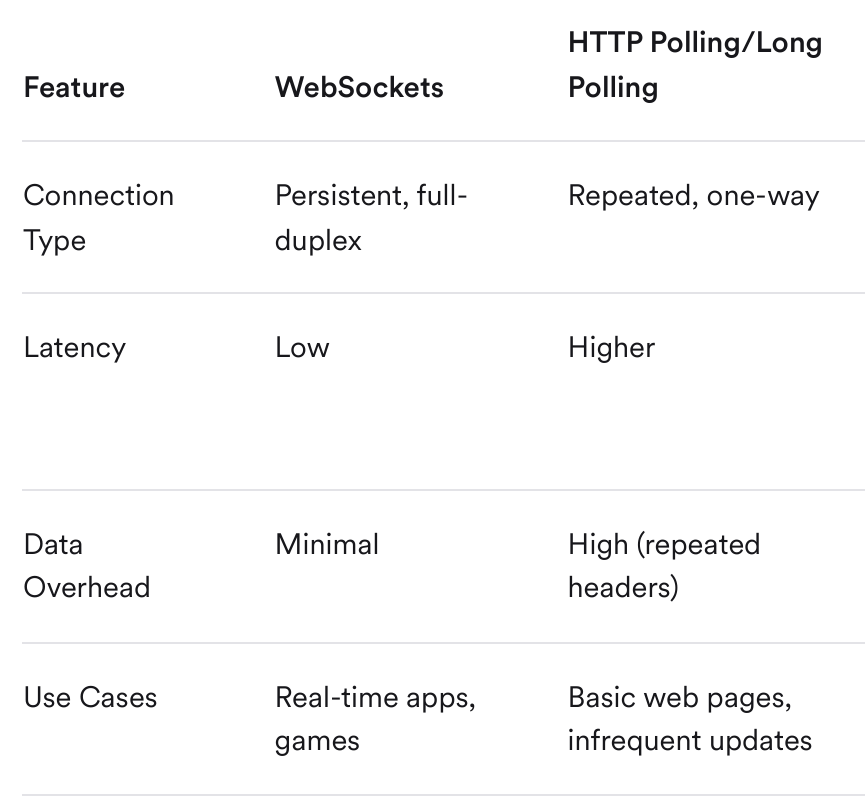 Feature
WebSockets
HTTP Polling/Long
Polling
Connection
Type
Persistent, full-
duplex
Repeated, one-way
Latency
Low
Higher
Data
Overhead
Minimal
High (repeated
headers)
Use Cases
Real-time apps,
games
Basic web pages,
infrequent updates